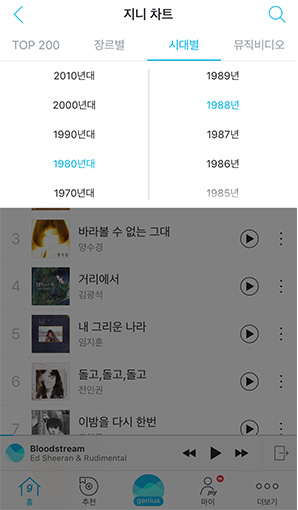 지니 차트
TOP 200 장르별 시대별 뮤직비디오
2010년대 1989년
2000년대 1988년
1990년대 1987년
1980년대 1986년
1970년대 1985년
3 바라볼 수 없는 그대
양수경
4 거리에서
김광석
5 내 그리운 나라
임지훈
6 돌고,돌고,돌고
전인권
7 이밤을 다시 한번
Bloodstream
Ed Sheeran & Rudimental
g genius my N
홈 추천 마이 더보기